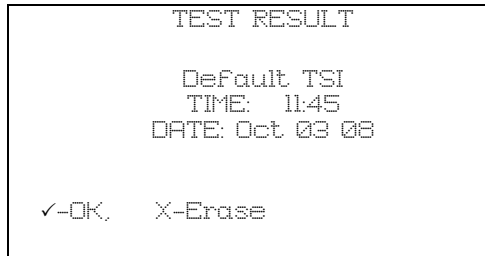 TEST RESULT
Default TSI
TIME: 11:45
DATE: Oct 03 08
✓-OK, X-Erase